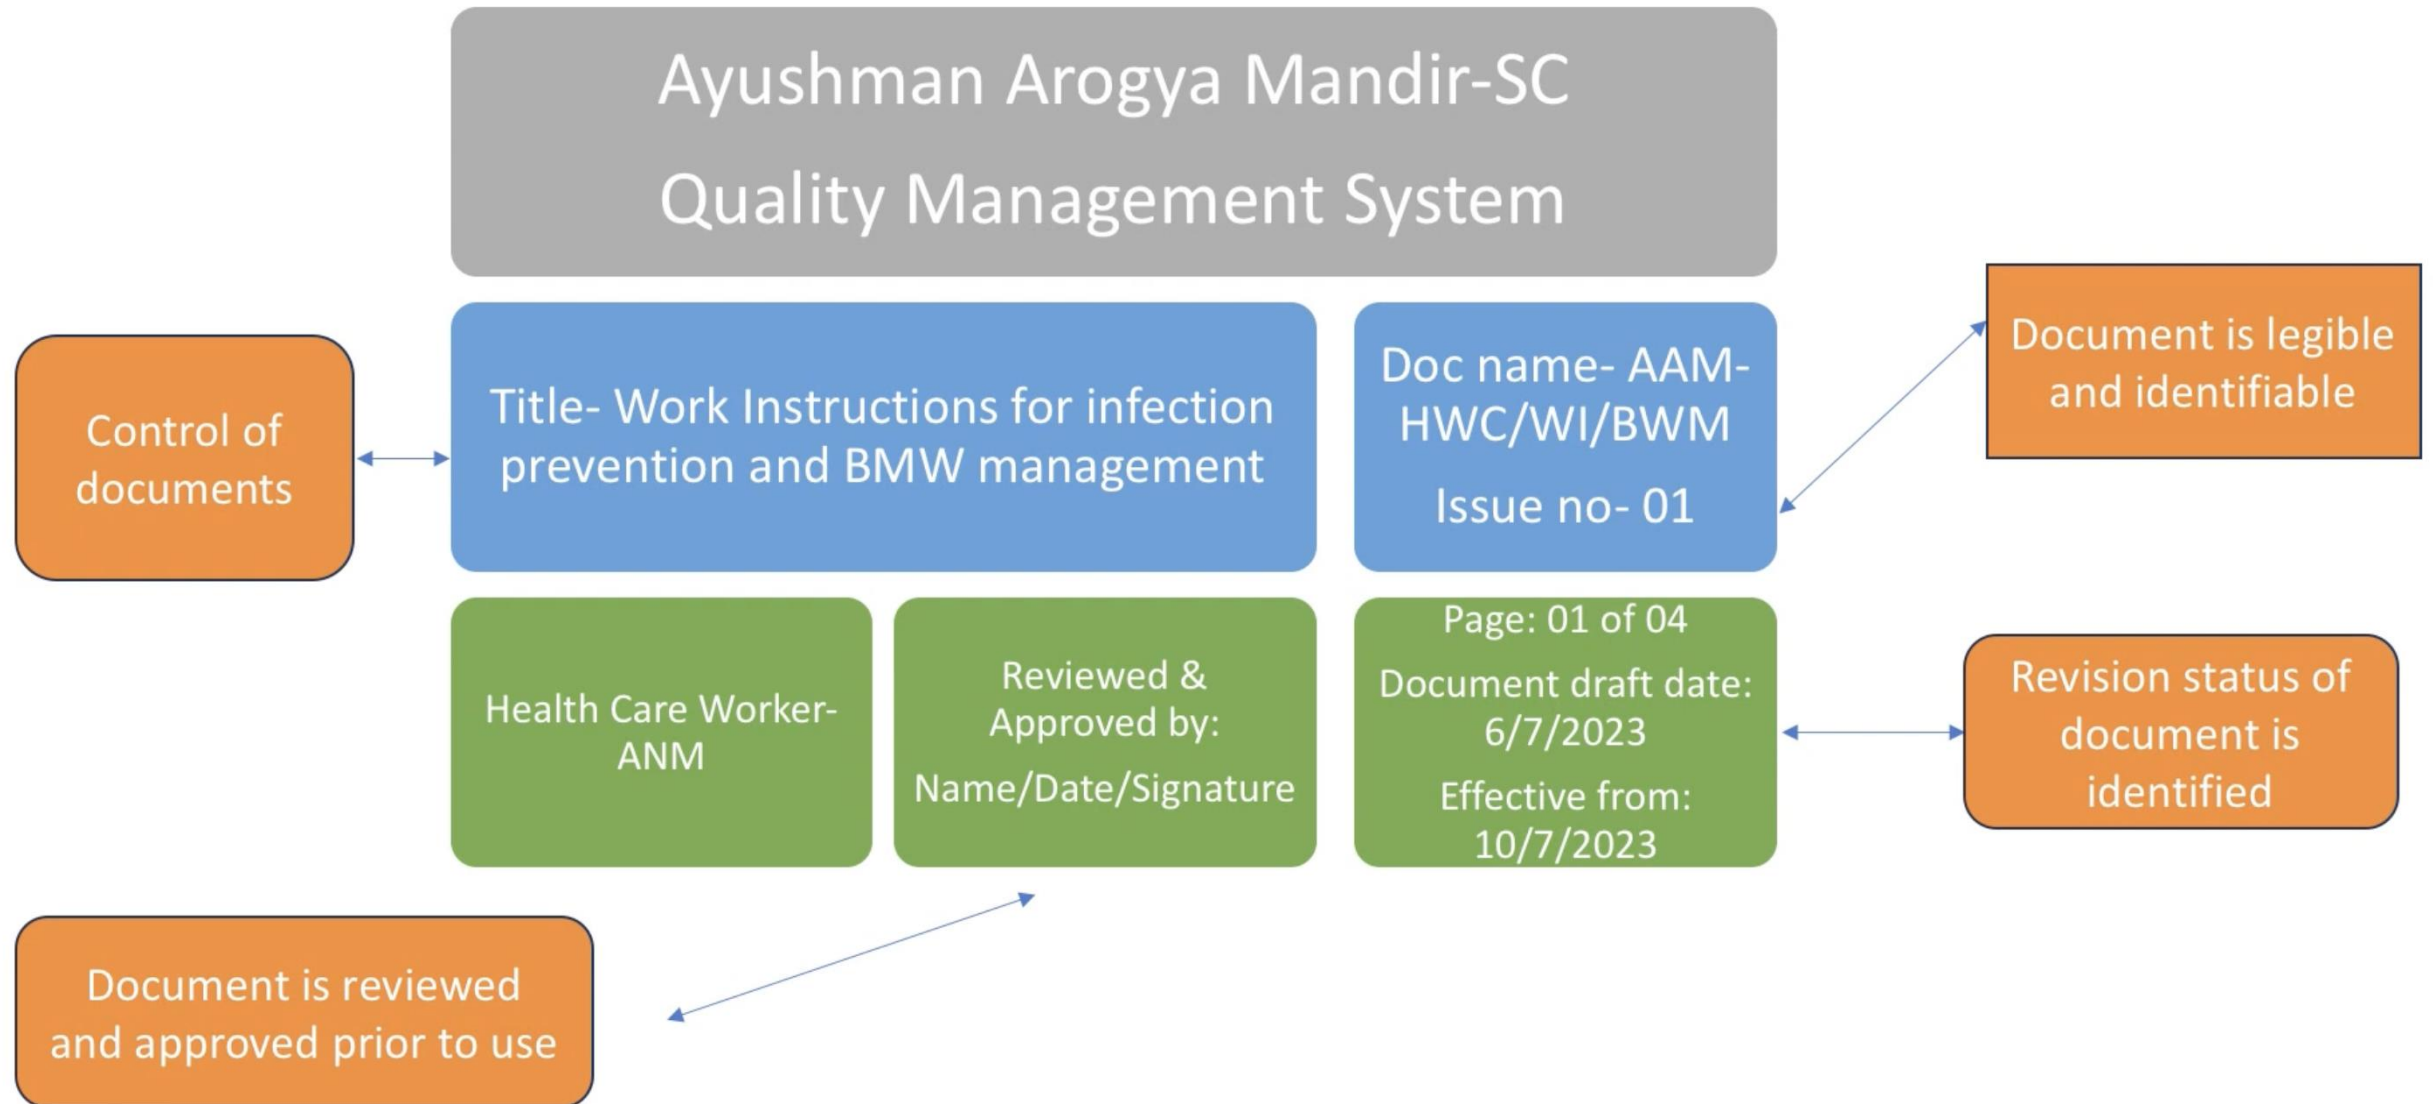 Ayushman Arogya Mandir-SC
Quality Management System
Control of
documents
Title- Work Instructions for infection
prevention and BMW management
Doc name- AAM-
HWC/WI/BWM
Issue no- 01
Document is legible
and identifiable
Health Care Worker-
ANM
Reviewed &
Approved by:
Name/Date/Signature
Page: 01 of 04
Document draft date:
6/7/2023
Effective from:
10/7/2023
Revision status of
document is
identified
Document is reviewed
and approved prior to use